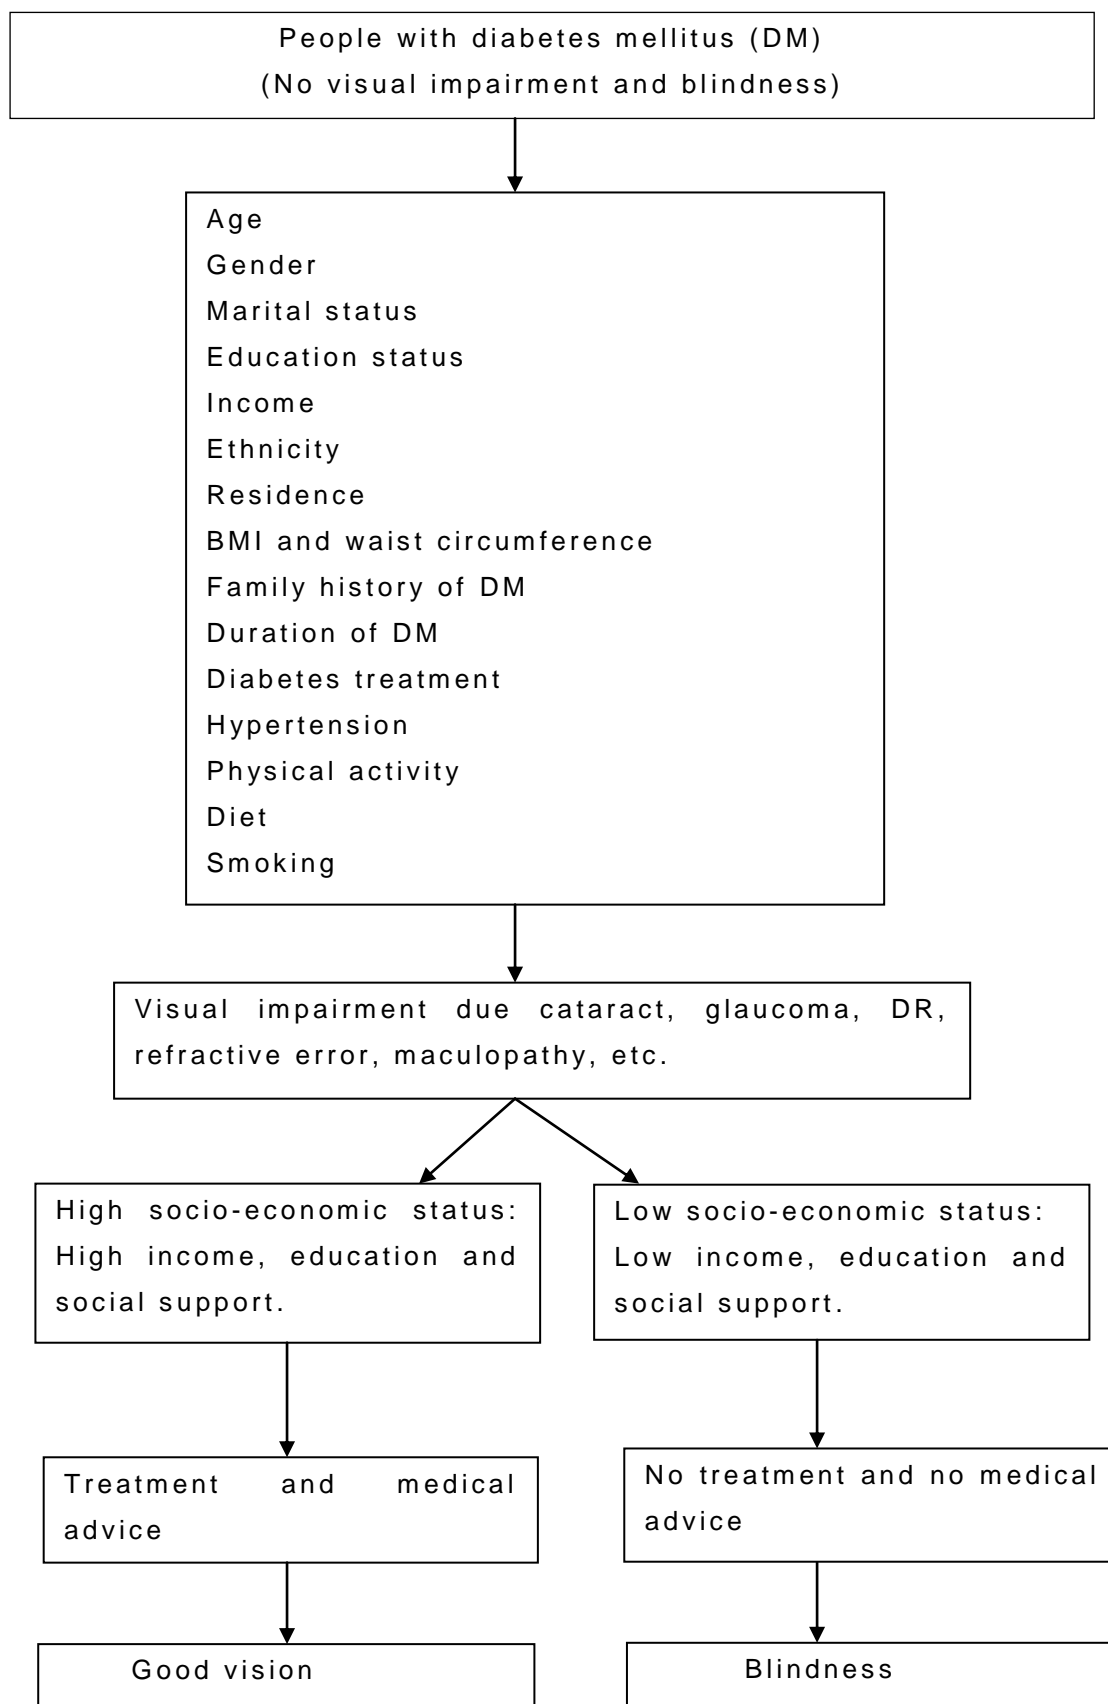 People with diabetes mellitus (DM)
(No visual impairment and blindness)
Age
Gender
Marital status
Education status
Income
Ethnicity
Residence
BMI and waist circumference
Family history of DM
Duration of DM
Diabetes treatment
Hypertension
Physical activity
Diet
Smoking
Visual impairment due cataract, glaucoma, DR,
refractive error, maculopathy, etc.
High socio-economic status:
High income, education and
social support.
Low socio-economic status:
Low income, education and
social support.
Treatment and medical
advice
No treatment and no medical
advice
Good vision
Blindness